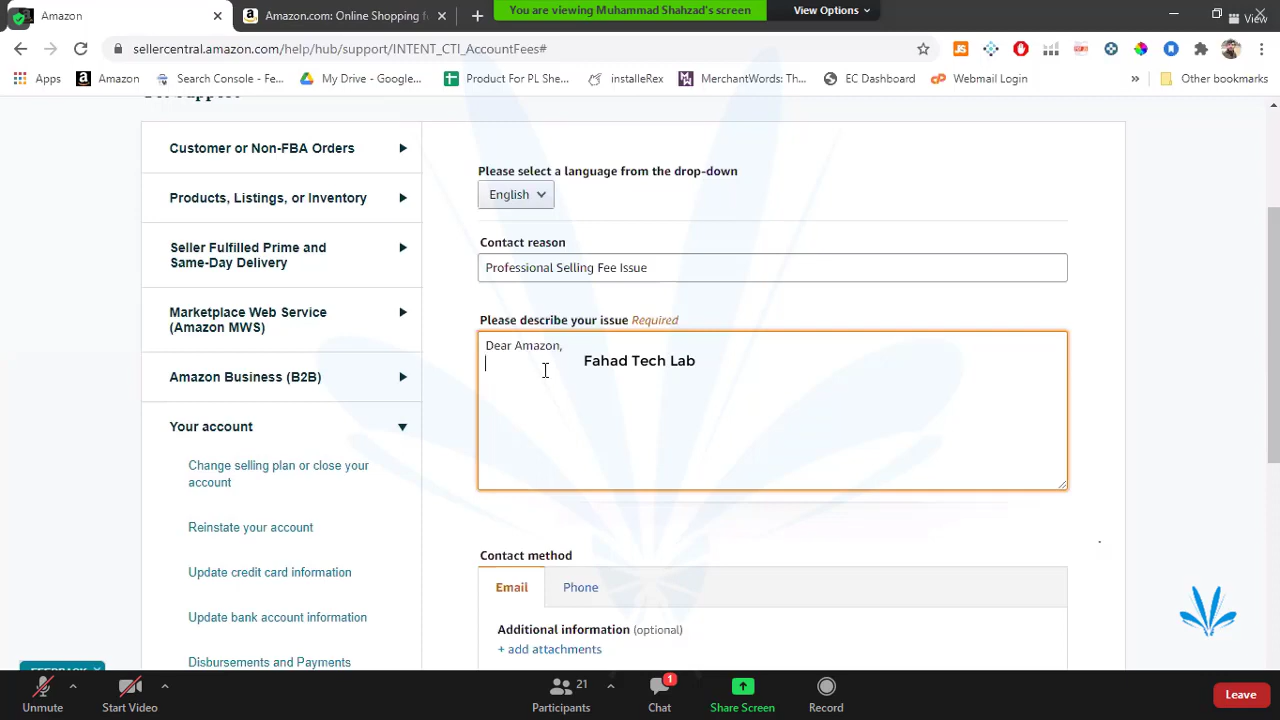 Amazon
Amazon.com: Online Shopping f
You are viewing Muhammad Shahzad's screen
View Options
View
sellercentral.amazon.com/help/hub/support/INTENT_CTI_AccountFees#
Apps
Amazon
Search Console - Fe...
My Drive - Google...
Product For PL She...
installeRex
MerchantWords: Th...
EC Dashboard
Webmail Login
»
Other bookmarks
Customer or Non-FBA Orders
Products, Listings, or Inventory
Seller Fulfilled Prime and
Same-Day Delivery
Marketplace Web Service
(Amazon MWS)
Amazon Business (B2B)
Your account
Change selling plan or close your
account
Reinstate your account
Update credit card information
Update bank account information
Disbursements and Payments
Please select a language from the drop-down
English
Contact reason
Professional Selling Fee Issue
Please describe your issue Required
Dear Amazon,
Fahad Tech Lab
Contact method
Email
Phone
Additional information (optional)
+ add attachments
Unmute
Start Video
21
Participants
1
Chat
Share Screen
Record
Leave